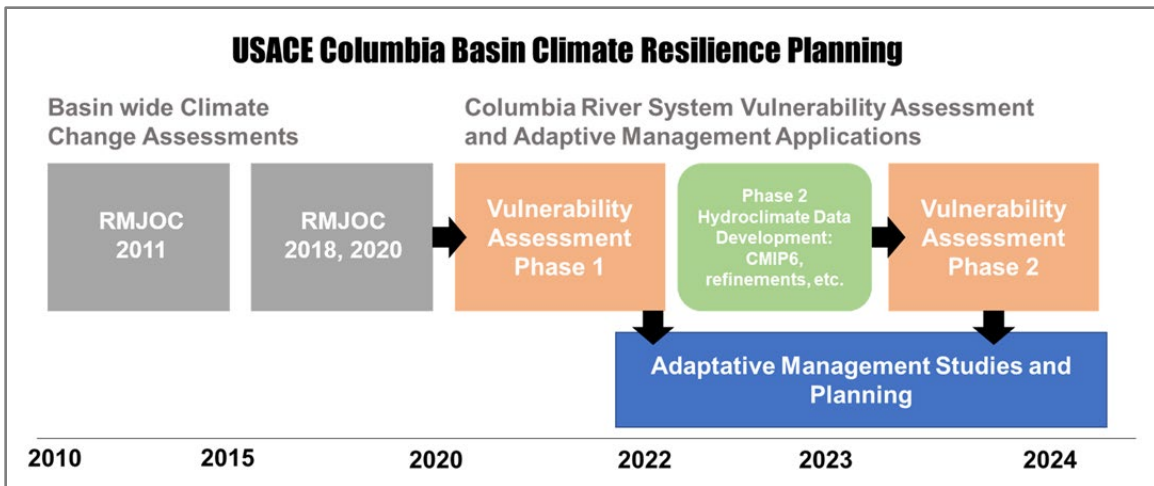 USACE Columbia Basin Climate Resilience Planning
Basin wide Climate
Change Assessments
Columbia River System Vulnerability Assessment
and Adaptive Management Applications
RMJOC
2011
RMJOC
2018, 2020
Vulnerability
Assessment
Phase 1
Phase 2
Hydroclimate Data
Development:
CMIP6,
refinements, etc.
Vulnerability
Assessment
Phase 2
Adaptative Management Studies and
Planning
2010
2015
2020
2022
2023
2024